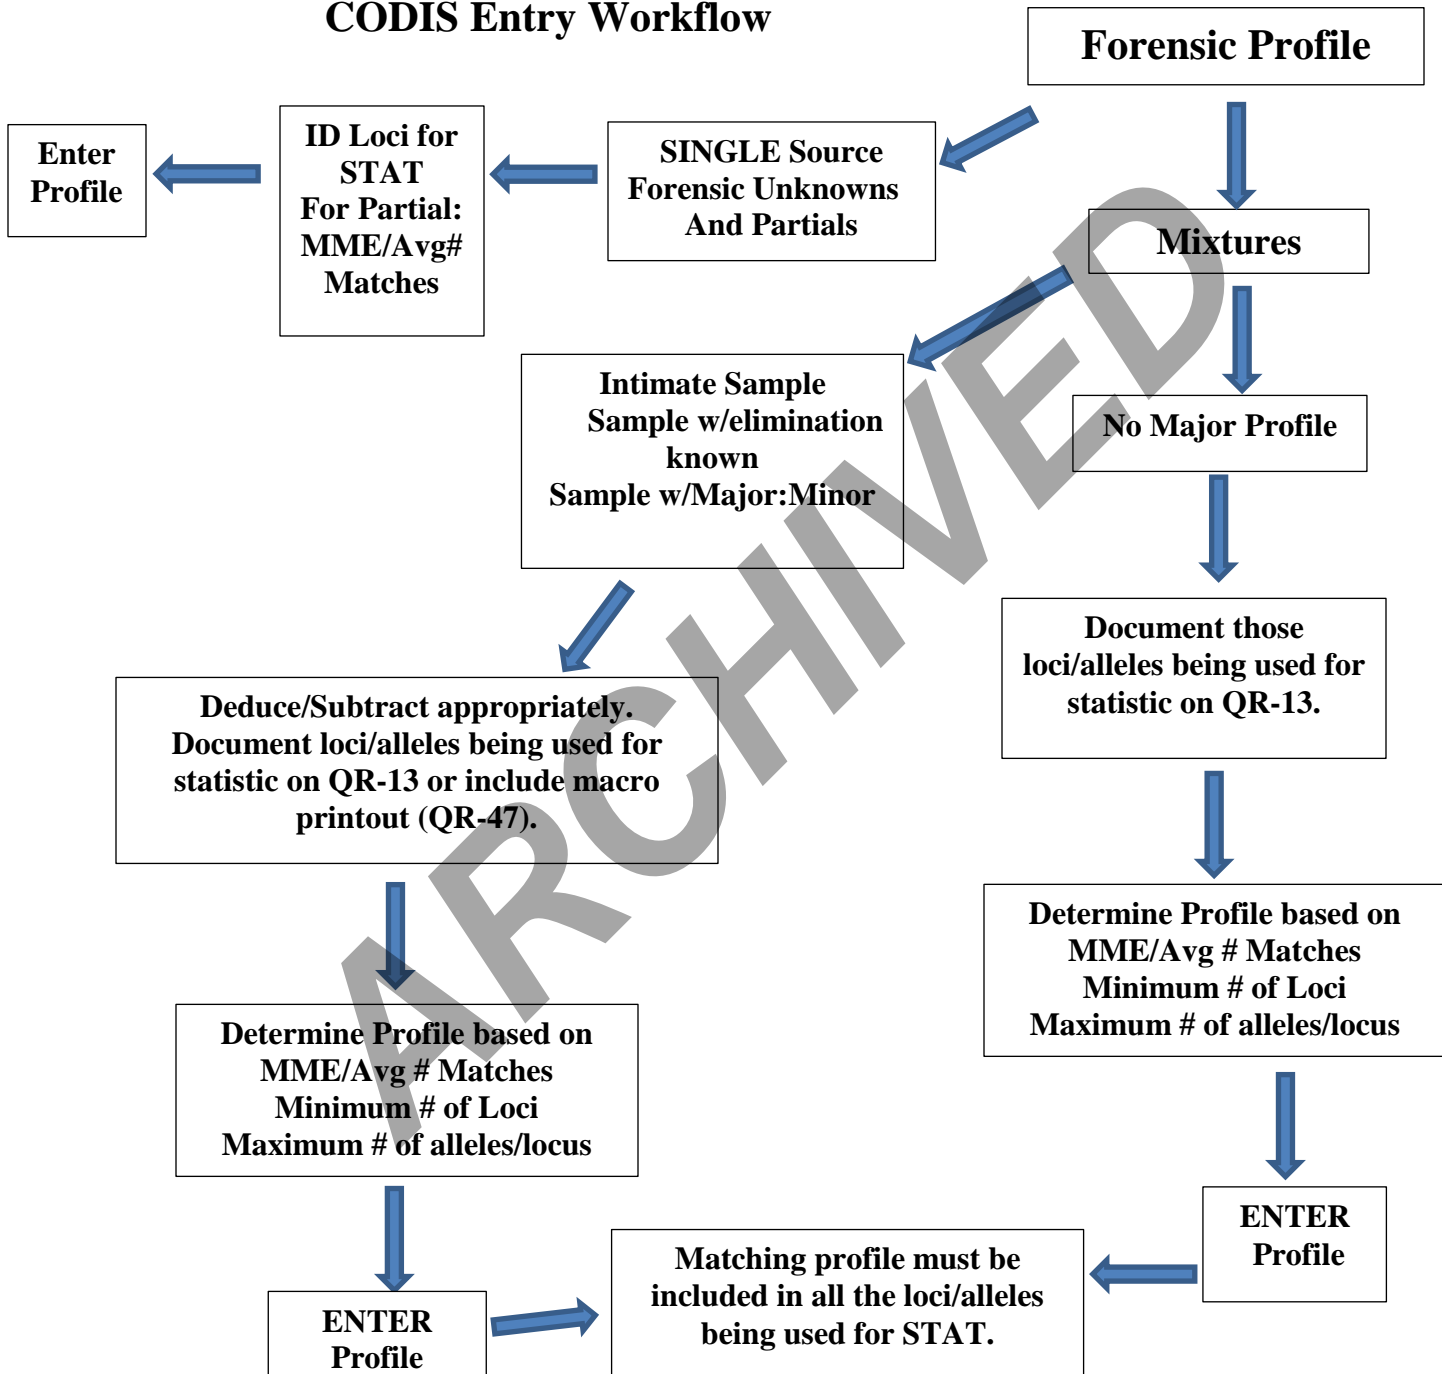 CODIS Entry Workflow
Forensic Profile
Enter
Profile
ID Loci for
STAT
For Partial:
MME/Avg#
Matches
SINGLE Source
Forensic Unknowns
And Partials
Mixtures
Intimate Sample
Sample w/elimination
known
Sample w/Major:Minor
No Major Profile
Deduce/Subtract appropriately.
Document loci/alleles being used for
statistic on QR-13 or include macro
printout (QR-47).
Document those
loci/alleles being used for
statistic on QR-13.
Determine Profile based on
MME/Avg # Matches
Minimum # of Loci
Maximum # of alleles/locus
Determine Profile based on
MME/Avg # Matches
Minimum # of Loci
Maximum # of alleles/locus
ENTER
Profile
Matching profile must be
included in all the loci/alleles
being used for STAT.
ENTER
Profile
ARCHIVED